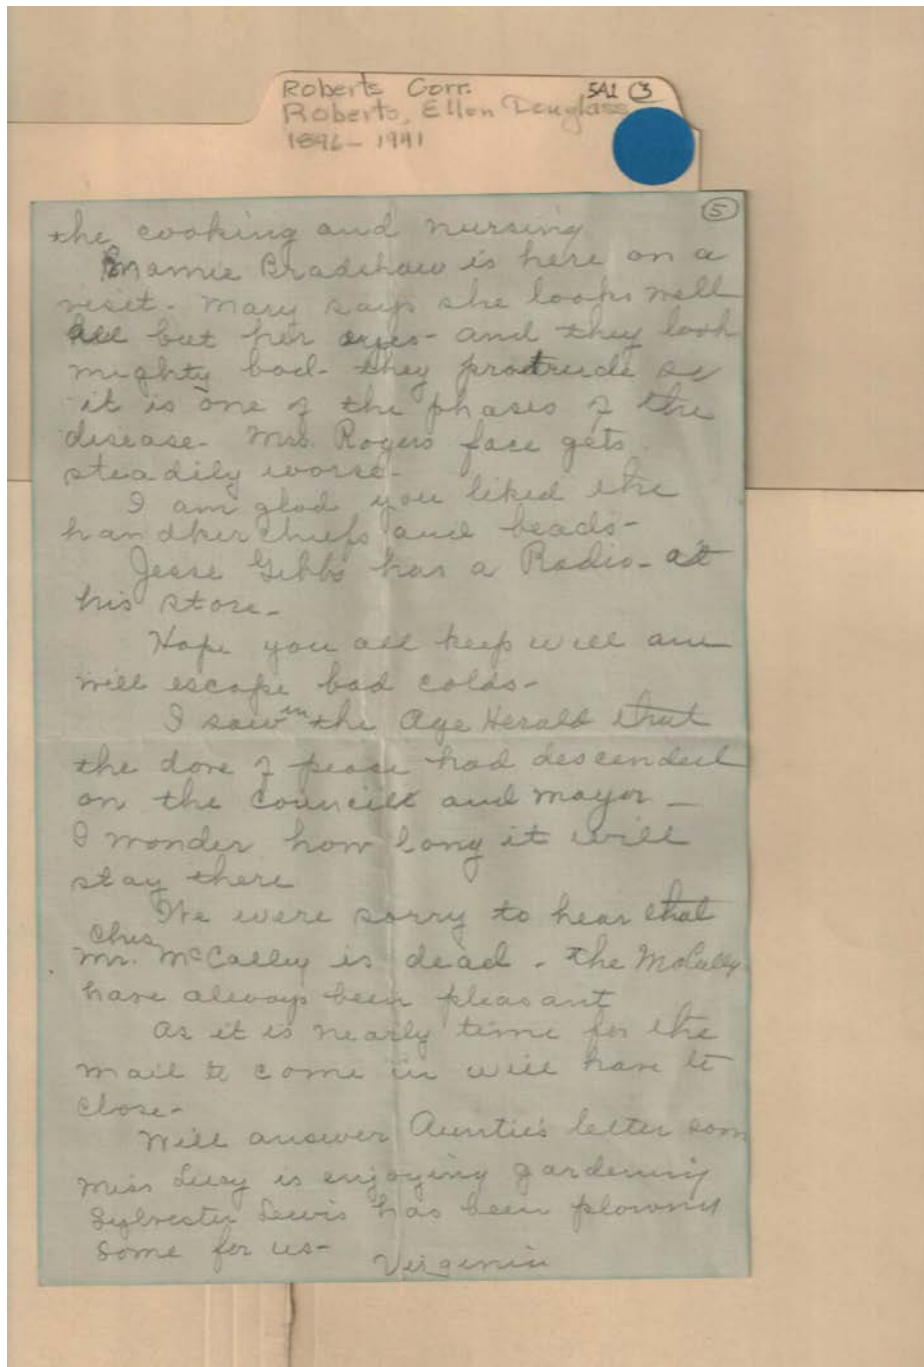 Roberts Corr. 5A1 (3)
Roberts, Ellen Douglass
1896-1941
(5)
the cooking and nursing
Mamie Bradshaw is here on a
visit - Mary says she looks well
all but her eyes - and they look
mighty bad - they protrude so
it is one of the phases of the
disease - Mrs. Rogers face gets
steadily worse -
I am glad you liked the
handkerchiefs and beads -
Jesse Gibbs has a Radio - at
his store -
Hope you all keep well and
will escape bad colds -
I saw in the Age Herald that
the dove of peace had descended
on the council and mayor -
I wonder how long it will
stay there
We were sorry to hear that
Mr. Chis McCalley is dead - the McCalleys
have always been pleasant
As it is nearly time for the
mail to come in will have to
close -
Will answer Auntie's letter soon
Miss Lucy is enjoying gardening
Sylvester Lewis has been plowing
some for us -
Virginia